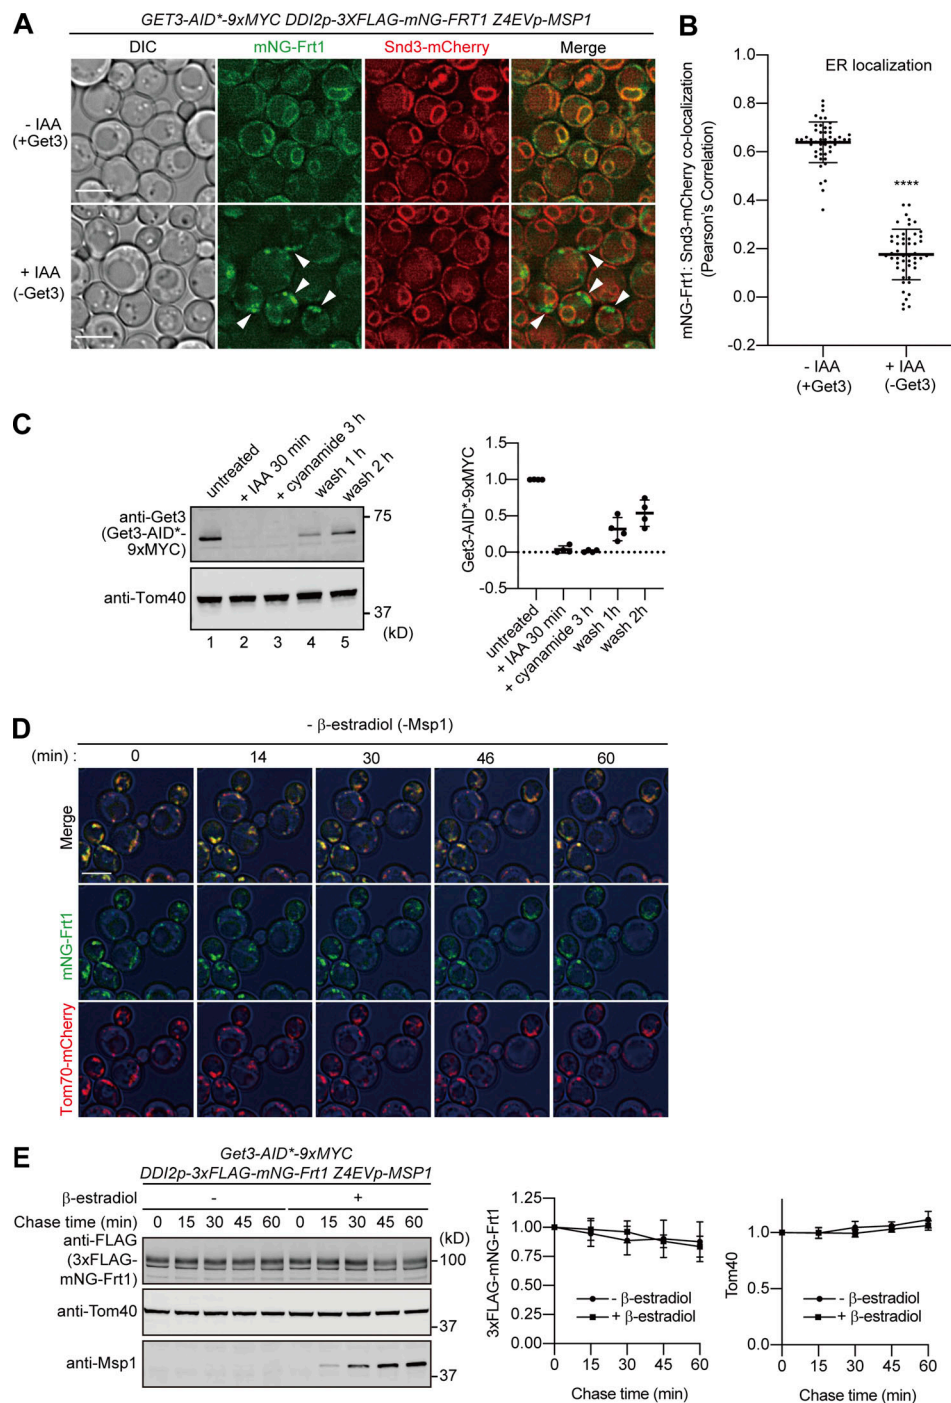 A
GET3-AID*-9xMYC DDI2p-3XFLAG-mNG-FRT1 Z4EVp-MSP1
DIC
mNG-Frt1
Snd3-mCherry
Merge
- IAA
(+Get3)
+ IAA
(-Get3)
B
ER localization
mNG-Frt1: Snd3-mCherry co-localization
(Pearson's Correlation)
0.8
0.6
0.4
0.2
0.0
-0.2
****
- IAA
(+Get3)
+ IAA
(-Get3)
C
untreated
+ IAA 30 min
+ cyanamide 3 h
wash 1 h
wash 2 h
anti-Get3
(Get3-AID*-
9xMYC)
75
anti-Tom40
37
(kD)
1 2 3 4 5
Get3-AID*-9xMYC
1.5
1.0
0.5
0.0
-0.5
untreated
+ IAA 30 min
+ cyanamide 3 h
wash 1h
wash 2h
D
- β-estradiol (-Msp1)
(min) : 0 14 30 46 60
Merge
mNG-Frt1
Tom70-mCherry
E
Get3-AID*-9xMYC
DDI2p-3xFLAG-mNG-Frt1 Z4EVp-MSP1
β-estradiol - +
Chase time (min) 0 15 30 45 60 0 15 30 45 60
anti-FLAG
(3xFLAG-
mNG-Frt1)
(kD)
100
anti-Tom40
37
anti-Msp1
37
3xFLAG-mNG-Frt1
1.25
1.00
0.75
0.50
0.25
0.00
- β-estradiol
+ β-estradiol
0 15 30 45 60
Chase time (min)
Tom40
1.0
0.0
- β-estradiol
+ β-estradiol
0 15 30 45 60
Chase time (min)